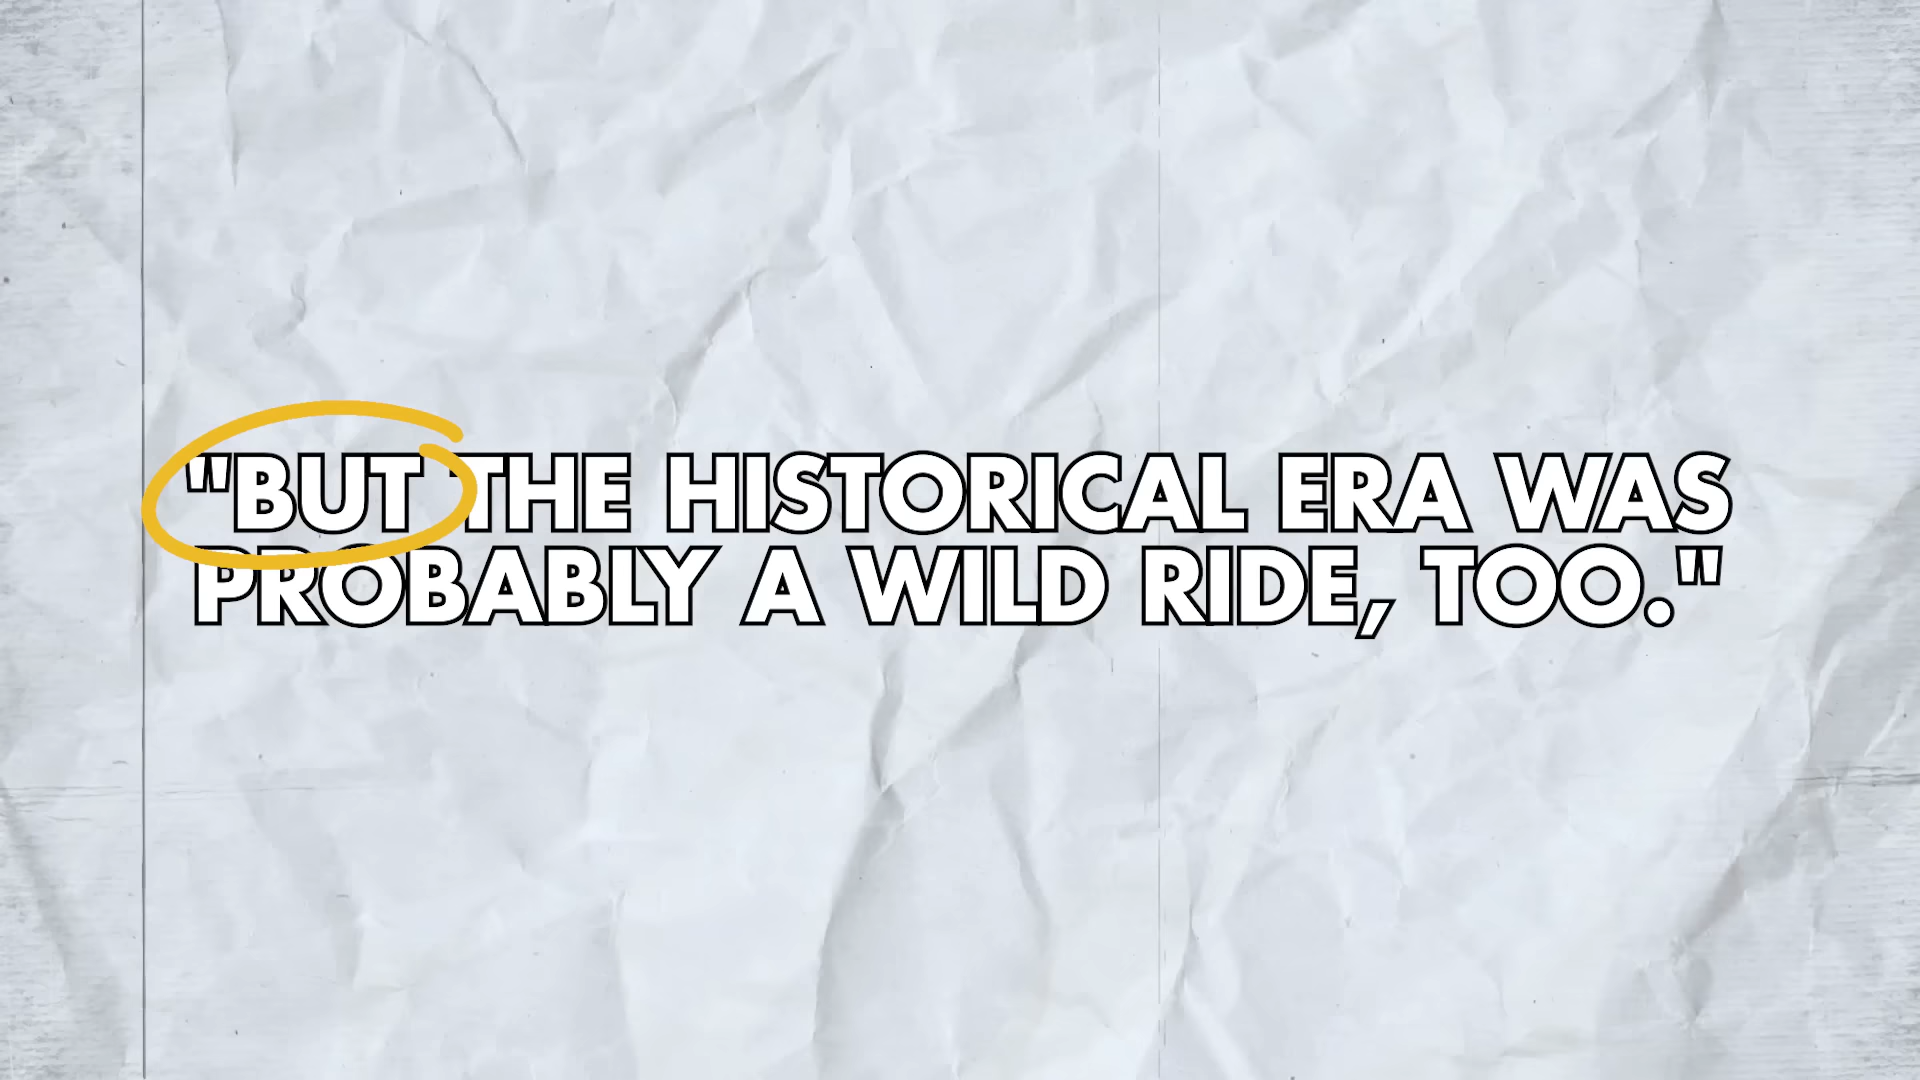 "BUT THE HISTORICAL ERA WAS
PROBABLY A WILD RIDE, TOO."